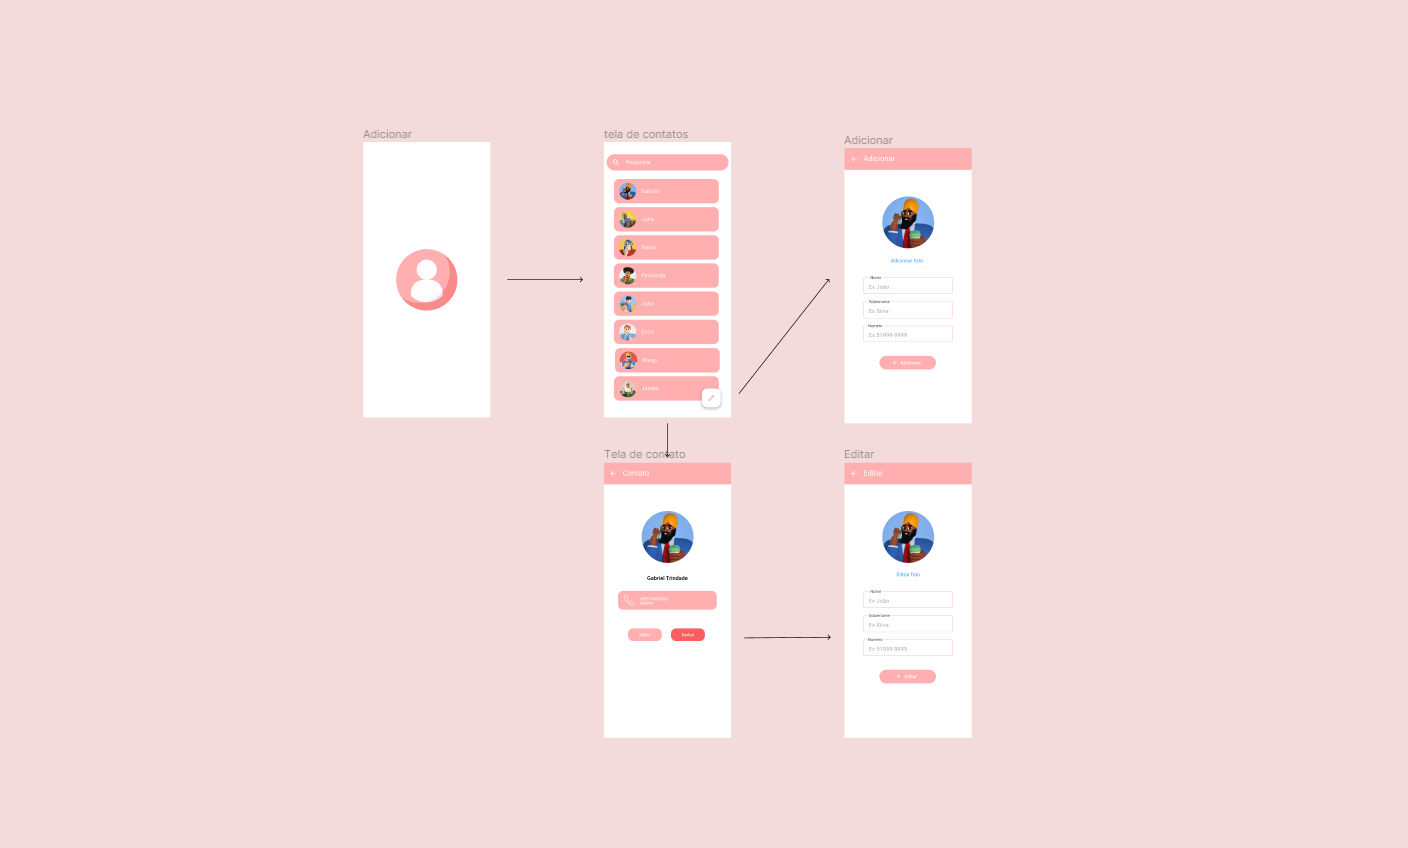 Adicionar
tela de contatos
Pesquisar
Gabriel
Julia
Paula
Fernanda
Julio
Enzo
Diego
Adicionar
Adicionar
Adicionar foto
Nome
Ex João
Sobrenome
Ex Silva
Numero
Ex 51999-9999
+ Adicionar
Tela de contato
Contato
Gabriel Trindade
Editar
Excluir
Editar
Editar
Editar foto
Nome
Ex João
Sobrenome
Ex Silva
Numero
Ex 51999-9999
+ Editar